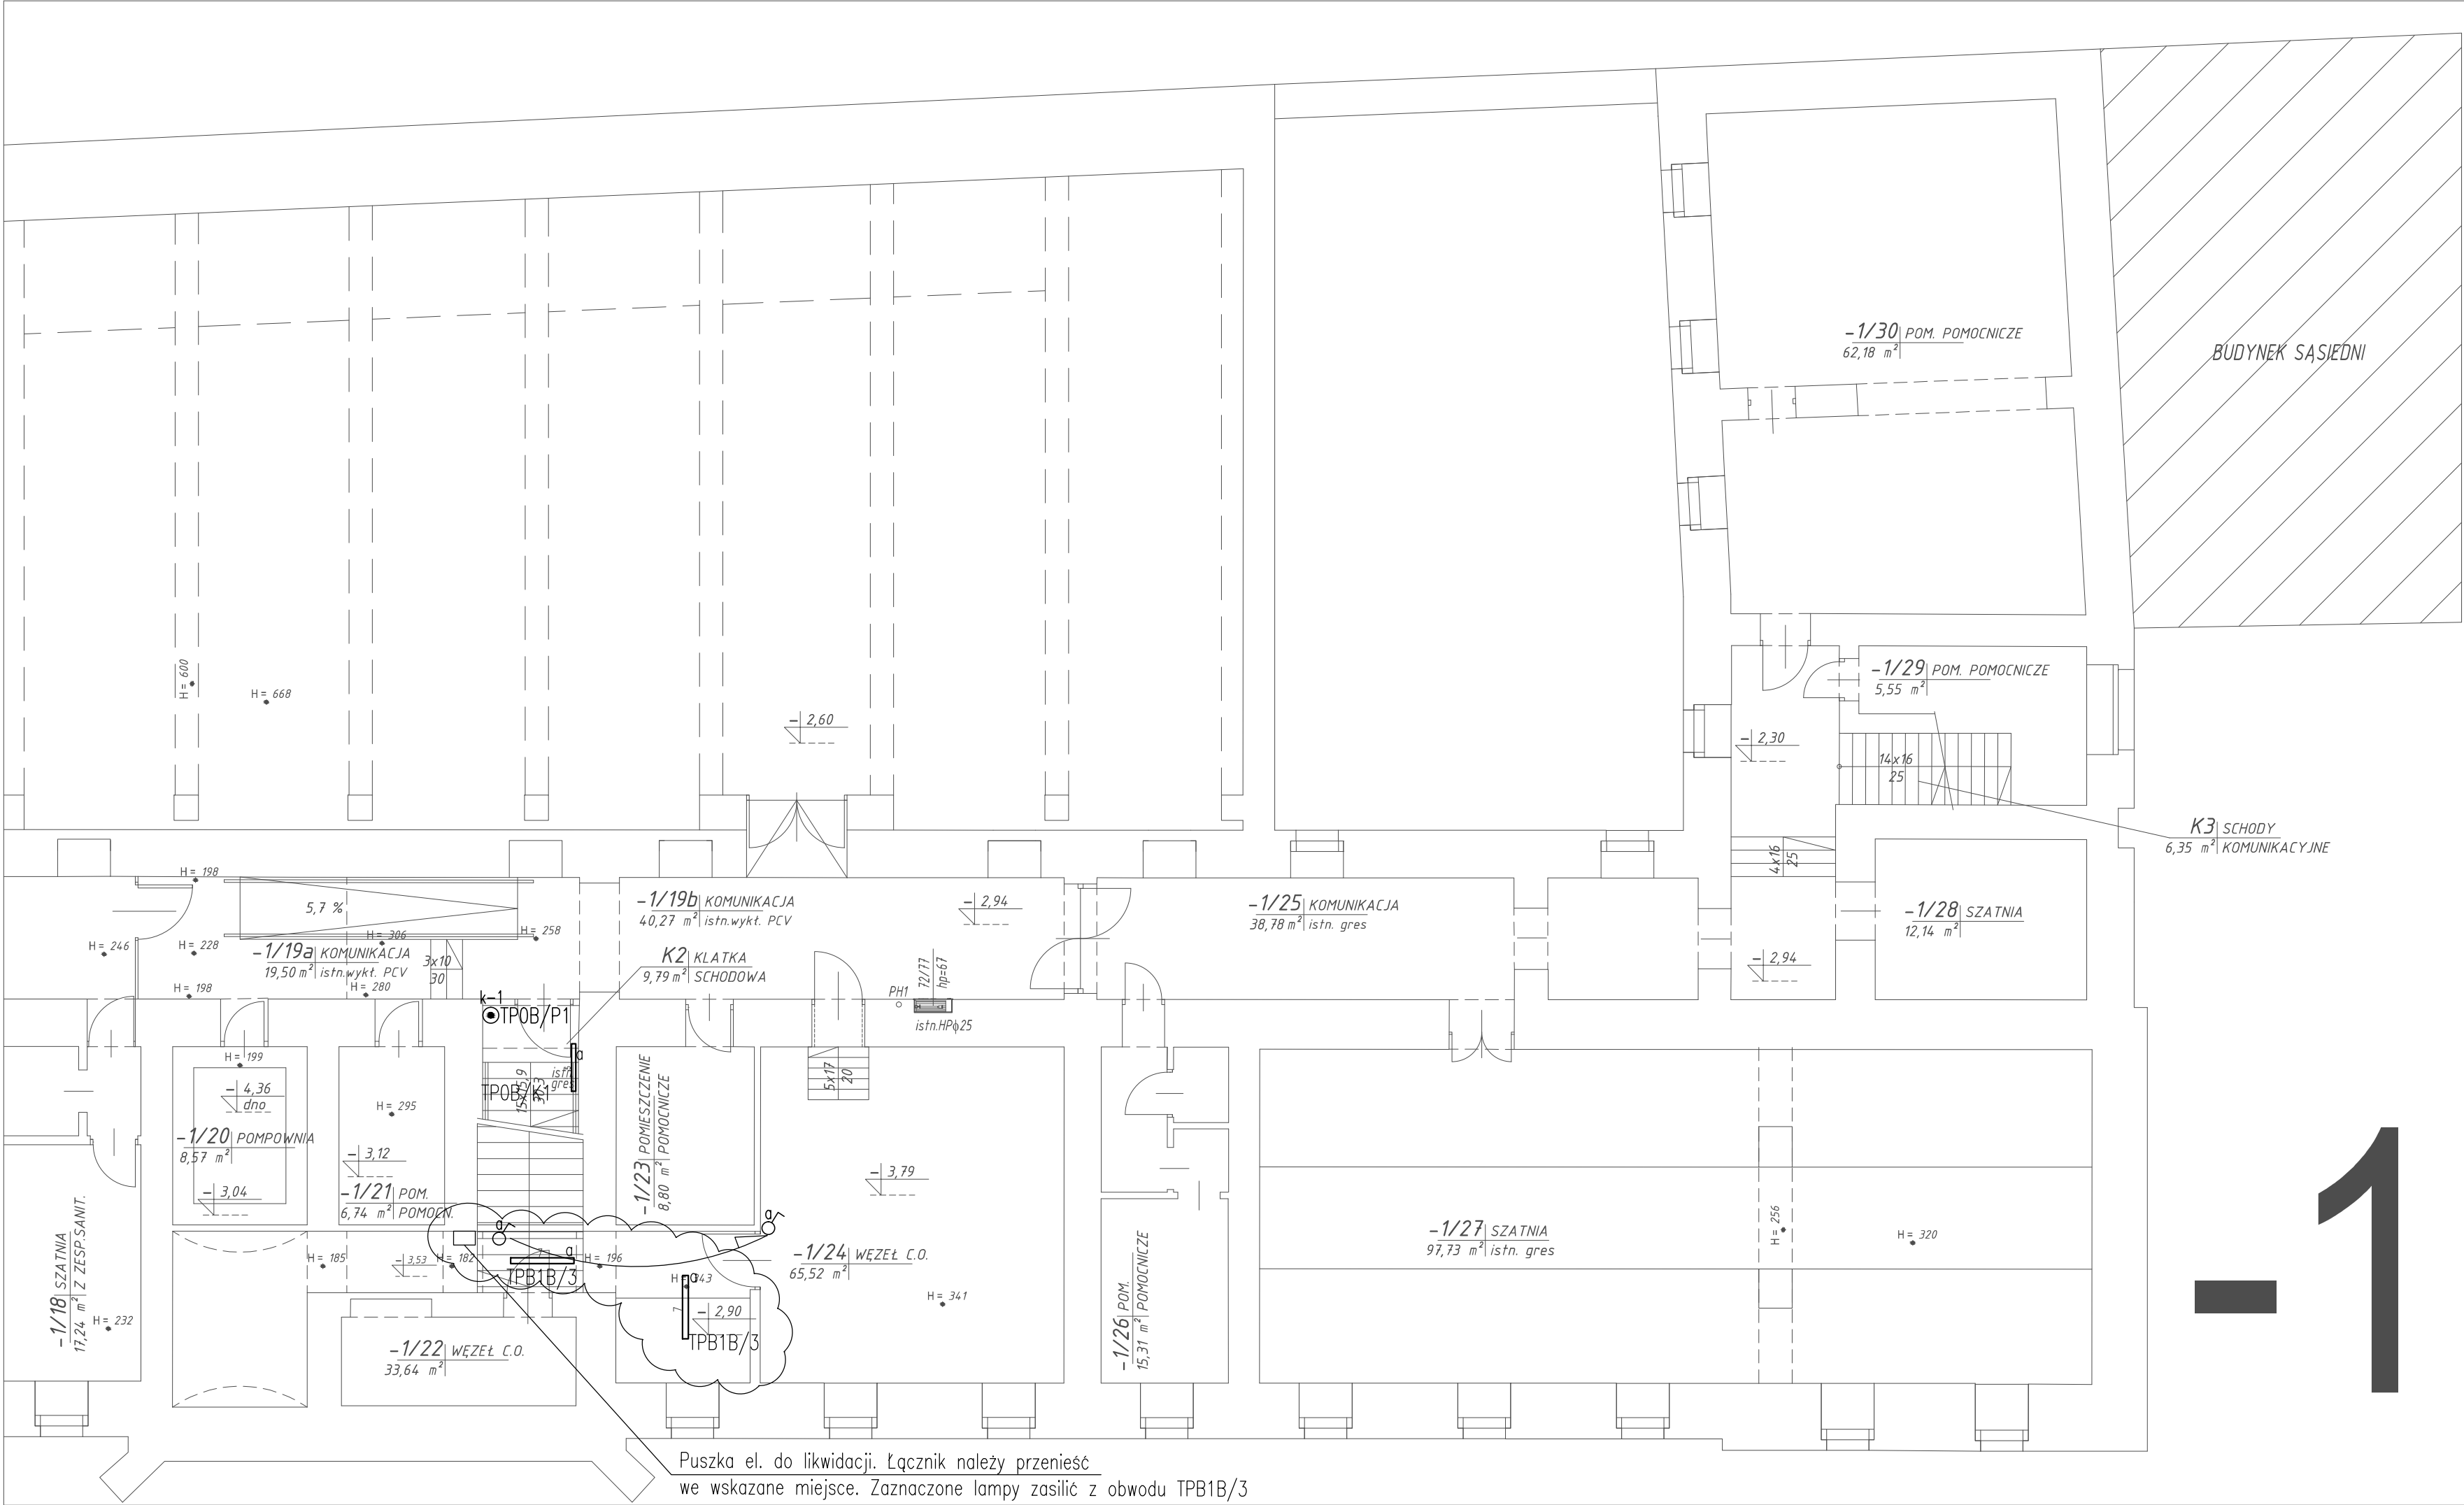 -1/30 POM. POMOCNICZE
62,18 m²
BUDYNEK SĄSIEDNI
H= 600
H= 668
- 2,60
-1/29 POM. POMOCNICZE
5,55 m²
- 2,30
14x16
25
K3 SCHODY
6,35 m² KOMUNIKACYJNE
4x16
25
H= 198
5,7 %
-1/19b KOMUNIKACJA
40,27 m² istn.wykł. PCV
- 2,94
-1/25 KOMUNIKACJA
38,78 m² istn. gres
-1/28 SZATNIA
12,14 m²
- 2,94
H= 246
H= 228
H= 306
H= 258
-1/19a KOMUNIKACJA
19,50 m² istn.wykt. PCV
3x10
30
K2 KLATKA
9,79 m² SCHODOWA
72/77
hp=67
H= 198
H= 280
PH1
istn.HPϕ25
k-1
TP0B/P1
H= 199
- 4,36
dno
H= 295
a
istn.
gres
15x15,9
30,3
TP0B/K1
-1/20 POMPOWNIA
8,57 m²
- 3,12
- 3,04
-1/21 POM.
6,74 m² POMOCN.
-1/23 POMIESZCZENIE
8,80 m² POMOCNICZE
5x17
20
- 3,79
-1/18 SZATNIA
17,24 m² Z ZESP.SANIT.
H= 232
H= 185
- 3,53
H= 182
a
a
H= 196
TPB1B/3
a
-1/24 WĘZEŁ C.O.
65,52 m²
H= 341
a
- 2,90
TPB1B/3
7
7
-1/22 WĘZEŁ C.O.
33,64 m²
-1/26 POM.
15,31 m² POMOCNICZE
-1/27 SZATNIA
97,73 m² istn. gres
H= 256
H= 320
-1
Puszka el. do likwidacji. Łącznik należy przenieść
we wskazane miejsce. Zaznaczone lampy zasilić z obwodu TPB1B/3